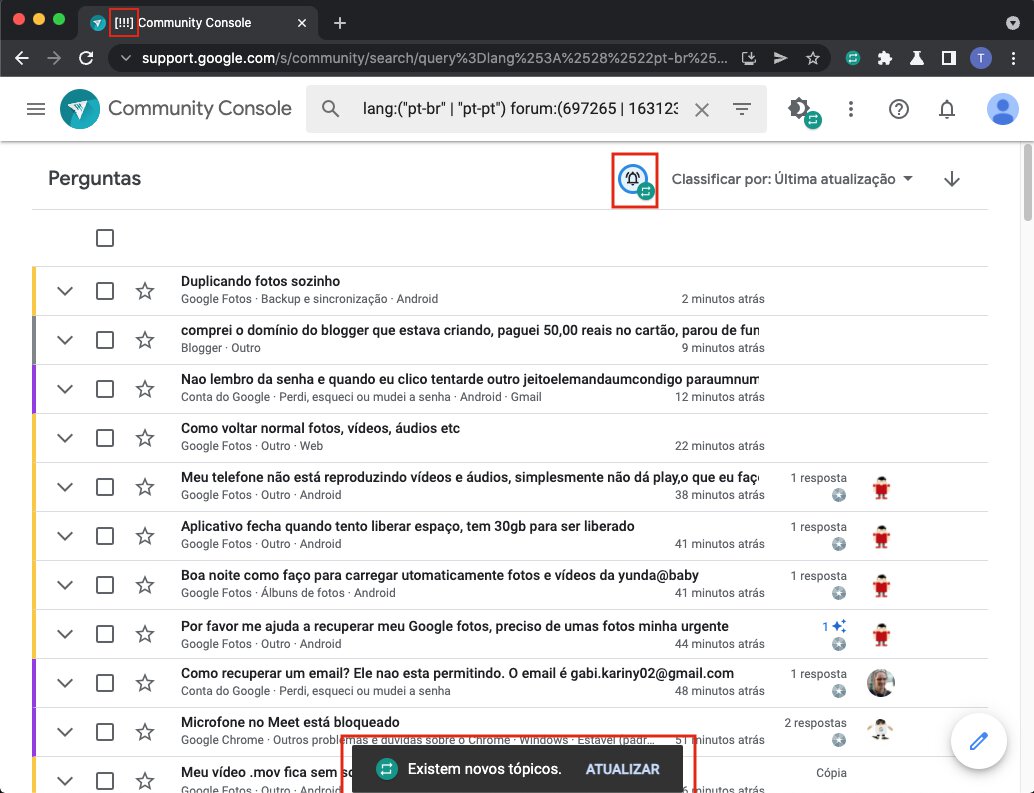 [!!!] Community Console
support.google.com/s/community/search/query%3Dlang%253A%2528%2522pt-br%25...
T
Community Console
lang:("pt-br" | "pt-pt") forum:(697265 | 163123
Perguntas
Classificar por: Última atualização
Duplicando fotos sozinho
Google Fotos · Backup e sincronização · Android
2 minutos atrás
comprei o domínio do blogger que estava criando, paguei 50,00 reais no cartão, parou de fun
Blogger · Outro
9 minutos atrás
Nao lembro da senha e quando eu clico tentarde outro jeitoelemandaumcondigo paraumnum
Conta do Google · Perdi, esqueci ou mudei a senha · Android · Gmail
12 minutos atrás
Como voltar normal fotos, vídeos, áudios etc
Google Fotos · Outro · Web
22 minutos atrás
Meu telefone não está reproduzindo vídeos e áudios, simplesmente não dá play,o que eu faç
1 resposta
Google Fotos · Outro · Android
38 minutos atrás
Aplicativo fecha quando tento liberar espaço, tem 30gb para ser liberado
1 resposta
Google Fotos · Outro · Android
41 minutos atrás
Boa noite como faço para carregar utomaticamente fotos e vídeos da yunda@baby
1 resposta
Google Fotos · Álbuns de fotos · Android
41 minutos atrás
Por favor me ajuda a recuperar meu Google fotos, preciso de umas fotos minha urgente
1
Google Fotos · Outro · Android
44 minutos atrás
Como recuperar um email? Ele nao esta permitindo. O email é gabi.kariny02@gmail.com
1 resposta
Conta do Google · Perdi, esqueci ou mudei a senha
48 minutos atrás
Microfone no Meet está bloqueado
2 respostas
Google Chrome · Outros problemas e dúvidas sobre o Chrome · Windows · Estável (padr...
51 minutos atrás
Meu vídeo .mov fica sem so
Cópia
Google Fotos · Outro · Android
minutos atrás
Existem novos tópicos.
ATUALIZAR